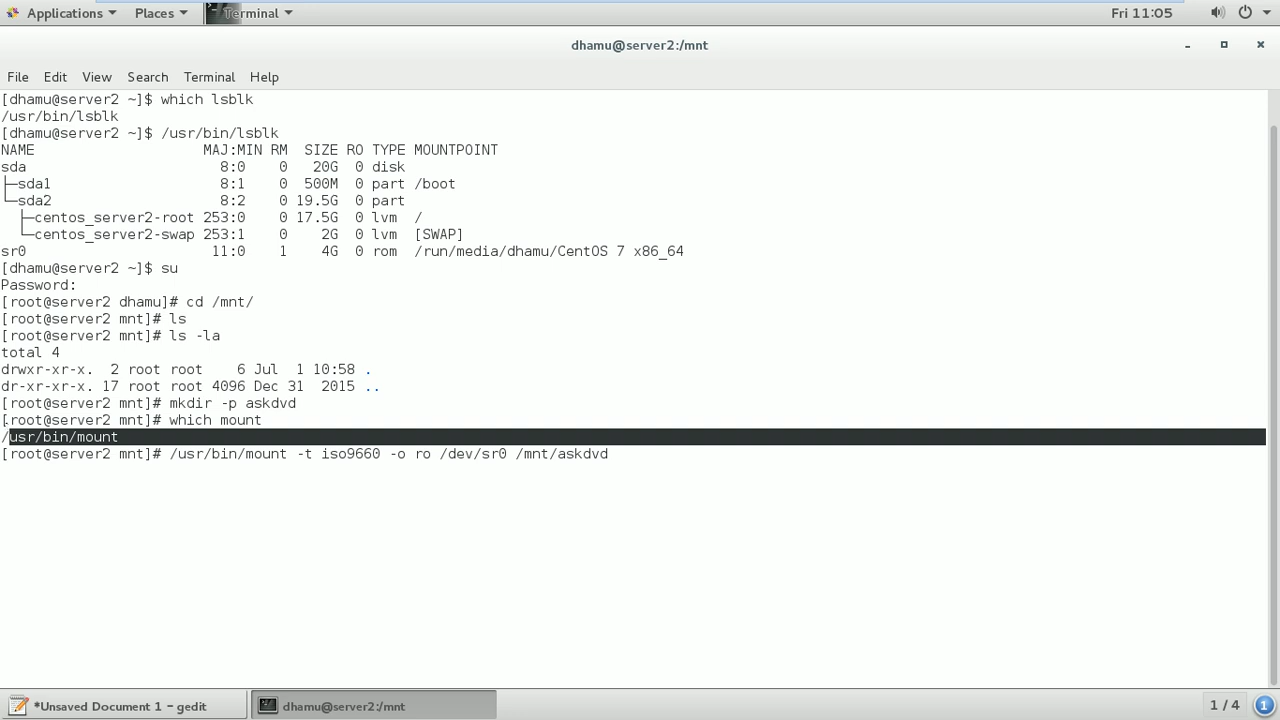 Applications Places Terminal Fri 11:05
dhamu@server2:/mnt
File Edit View Search Terminal Help
[dhamu@server2 ~]$ which lsblk
/usr/bin/lsblk
[dhamu@server2 ~]$ /usr/bin/lsblk
NAME                    MAJ:MIN RM  SIZE RO TYPE MOUNTPOINT
sda                       8:0    0   20G  0 disk
├─sda1                    8:1    0  500M  0 part /boot
└─sda2                    8:2    0 19.5G  0 part
  ├─centos_server2-root 253:0    0 17.5G  0 lvm  /
  └─centos_server2-swap 253:1    0    2G  0 lvm  [SWAP]
sr0                      11:0    1    4G  0 rom  /run/media/dhamu/CentOS 7 x86_64
[dhamu@server2 ~]$ su
Password:
[root@server2 dhamu]# cd /mnt/
[root@server2 mnt]# ls
[root@server2 mnt]# ls -la
total 4
drwxr-xr-x.  2 root root    6 Jul  1 10:58 .
dr-xr-xr-x. 17 root root 4096 Dec 31  2015 ..
[root@server2 mnt]# mkdir -p askdvd
[root@server2 mnt]# which mount
/usr/bin/mount
[root@server2 mnt]# /usr/bin/mount -t iso9660 -o ro /dev/sr0 /mnt/askdvd
*Unsaved Document 1 - gedit dhamu@server2:/mnt 1 / 4 1